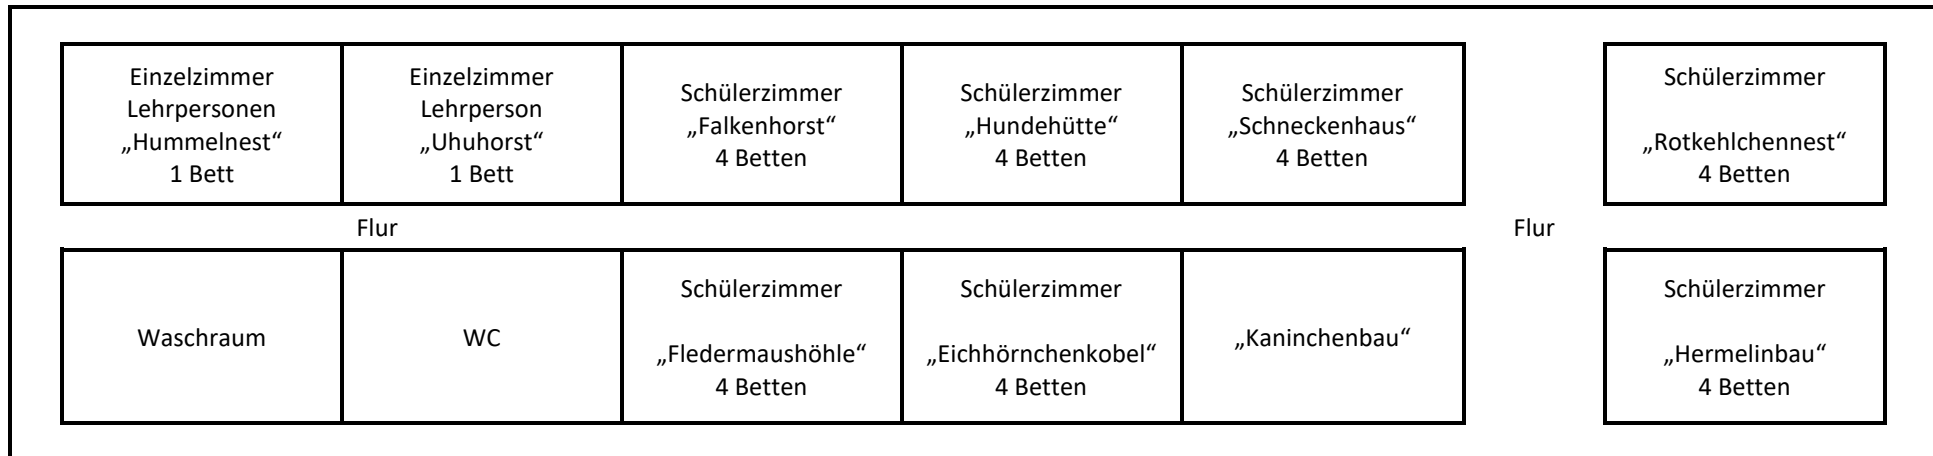 Einzelzimmer
Lehrpersonen
„Hummelnest“
1 Bett
Einzelzimmer
Lehrperson
„Uhuhorst“
1 Bett
Schülerzimmer
„Falkenhorst“
4 Betten
Schülerzimmer
„Hundehütte“
4 Betten
Schülerzimmer
„Schneckenhaus“
4 Betten
Schülerzimmer
„Rotkehlchennest“
4 Betten
Flur
Flur
Waschraum
WC
Schülerzimmer
„Fledermaushöhle“
4 Betten
Schülerzimmer
„Eichhörnchenkobel“
4 Betten
„Kaninchenbau“
Schülerzimmer
„Hermelinbau“
4 Betten